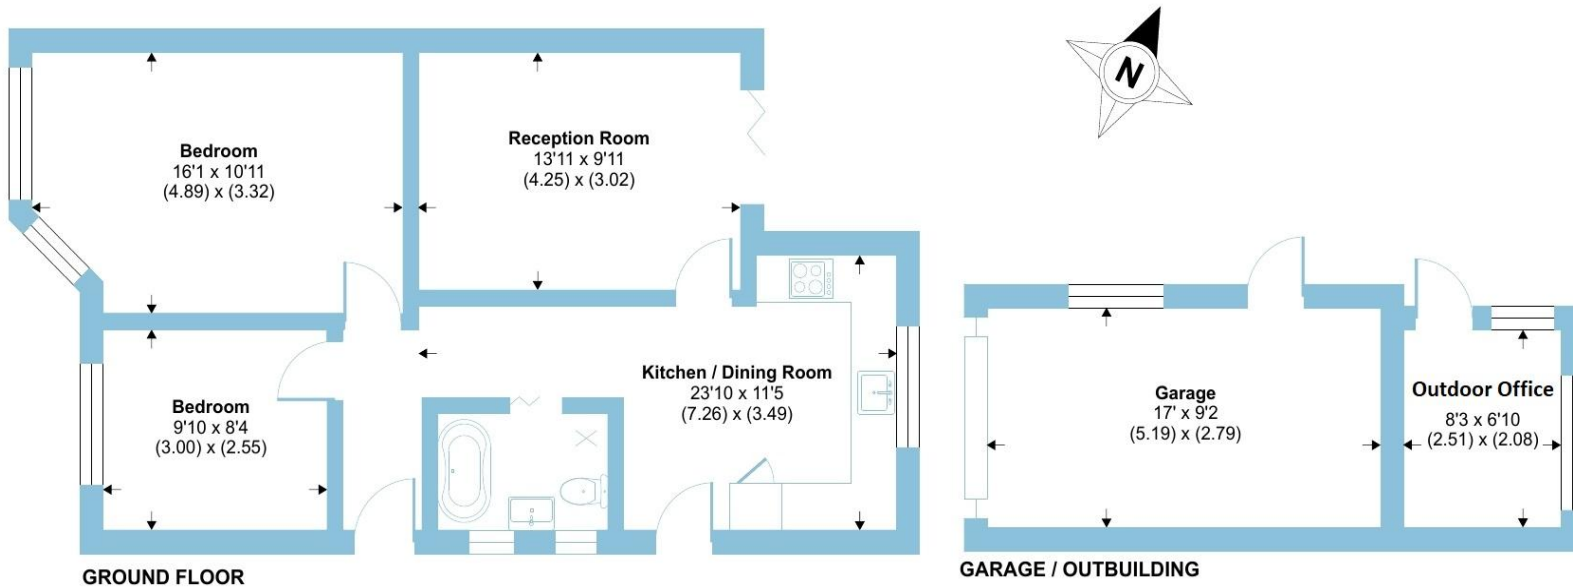 N
Bedroom
16'1 x 10'11
(4.89) x (3.32)
Reception Room
13'11 x 9'11
(4.25) x (3.02)
Kitchen / Dining Room
23'10 x 11'5
(7.26) x (3.49)
Bedroom
9'10 x 8'4
(3.00) x (2.55)
GROUND FLOOR
Garage
17' x 9'2
(5.19) x (2.79)
Outdoor Office
8'3 x 6'10
(2.51) x (2.08)
GARAGE / OUTBUILDING